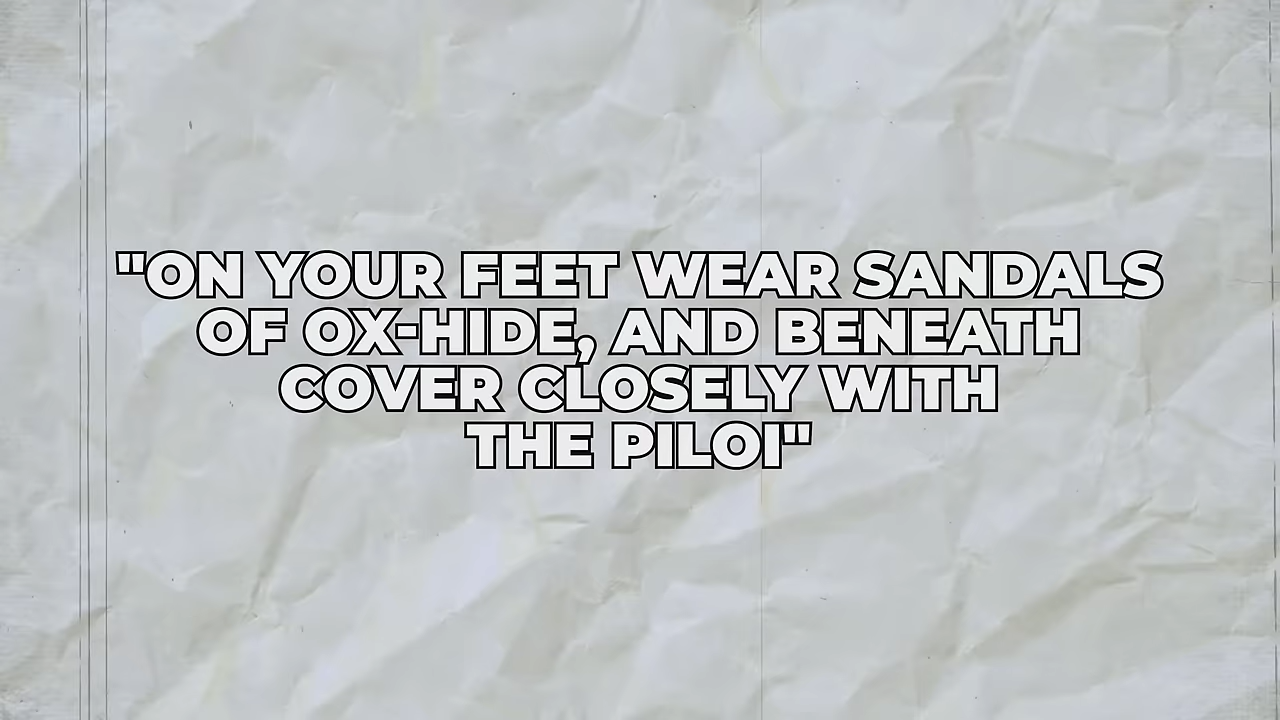 "ON YOUR FEET WEAR SANDALS
OF OX-HIDE, AND BENEATH
COVER CLOSELY WITH
THE PILOI"